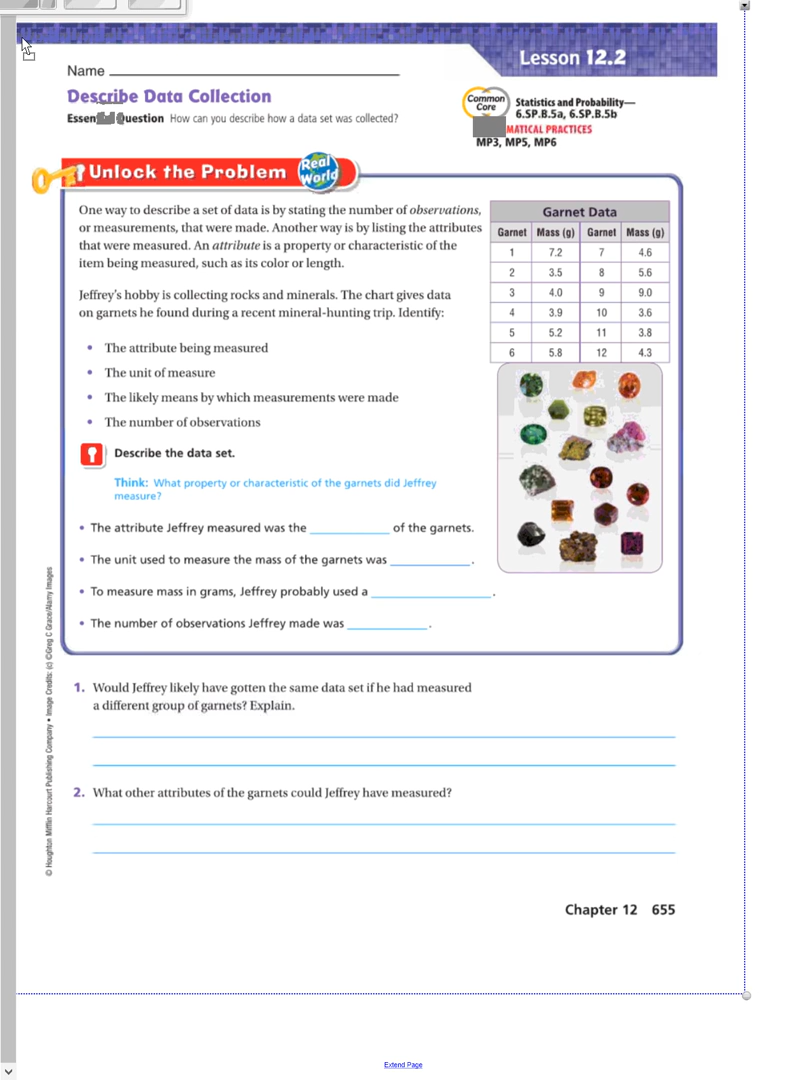 Lesson 12.2
Name
Describe Data Collection
Question How can you describe how a data set was collected?
Common
Core
Statistics and Probability—
6.SP.B.5a, 6.SP.B.5b
MATICAL PRACTICES
MP3, MP5, MP6
Unlock the Problem
Real
World
One way to describe a set of data is by stating the number of observations,
or measurements, that were made. Another way is by listing the attributes
that were measured. An attribute is a property or characteristic of the
item being measured, such as its color or length.
Jeffrey's hobby is collecting rocks and minerals. The chart gives data
on garnets he found during a recent mineral-hunting trip. Identify:
• The attribute being measured
• The unit of measure
• The likely means by which measurements were made
• The number of observations
Garnet Data
Garnet Mass (g) Garnet Mass (g)
1 7.2 7 4.6
2 3.5 8 5.6
3 4.0 9 9.0
4 3.9 10 3.6
5 5.2 11 3.8
6 5.8 12 4.3
Describe the data set.
Think: What property or characteristic of the garnets did Jeffrey
measure?
• The attribute Jeffrey measured was the ____________ of the garnets.
• The unit used to measure the mass of the garnets was ____________.
• To measure mass in grams, Jeffrey probably used a __________________.
• The number of observations Jeffrey made was ____________.
1. Would Jeffrey likely have gotten the same data set if he had measured
a different group of garnets? Explain.
2. What other attributes of the garnets could Jeffrey have measured?
© Houghton Mifflin Harcourt Publishing Company • Image Credits: (c) ©Greg C Grace/Alamy Images
Chapter 12 655
Extend Page